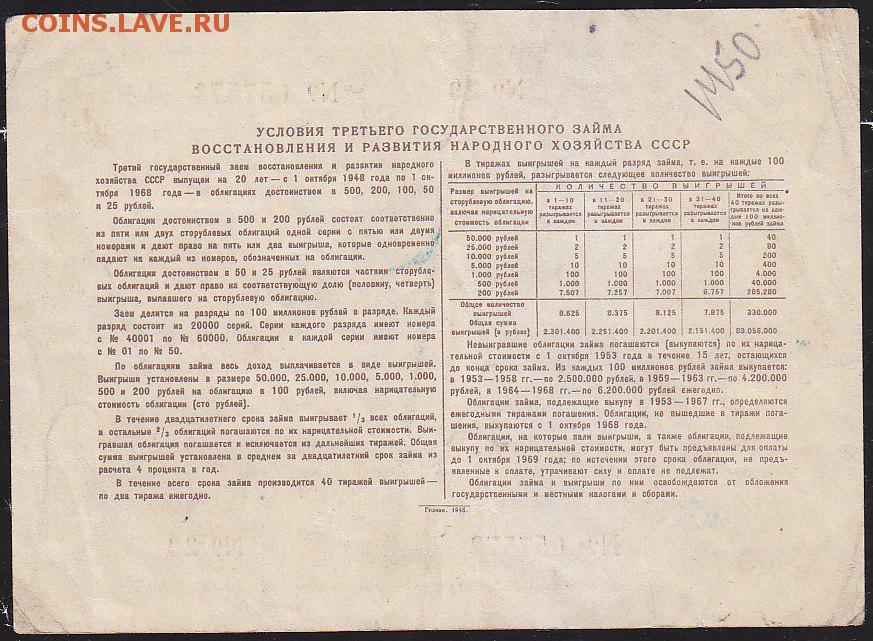 COINS.LAVE.RU
УСЛОВИЯ ТРЕТЬЕГО ГОСУДАРСТВЕННОГО ЗАЙМА
ВОССТАНОВЛЕНИЯ И РАЗВИТИЯ НАРОДНОГО ХОЗЯЙСТВА СССР
Третий государственный заем восстановления и развития народного
хозяйства СССР выпущен на 20 лет—с 1 октября 1948 года по 1 ок-
тября 1968 года—в облигациях достоинством в 500, 200, 100, 50
и 25 рублей.
Облигации достоинством в 500 и 200 рублей состоят соответственно
из пяти или двух сторублевых облигаций одной серии с пятью или двумя
номерами и дают право на пять или два выигрыша, которые одновременно
падают на каждый из номеров, обозначенных на облигации.
Облигации достоинством в 50 и 25 рублей являются частями сторубле-
вых облигаций и дают право на соответствующую долю (половину, четверть)
выигрыша, выпавшего на сторублевую облигацию.
Заем делится на разряды по 100 миллионов рублей в разряде. Каждый
разряд состоит из 20000 серий. Серии каждого разряда имеют номера
с № 40001 по № 60000. Облигации в каждой серии имеют номера
с № 01 по № 50.
По облигациям займа весь доход выплачивается в виде выигрышей.
Выигрыши установлены в размере 50.000, 25.000, 10.000, 5.000, 1.000,
500 и 200 рублей на облигацию в 100 рублей, включая нарицательную
стоимость облигации (сто рублей).
В течение двадцатилетнего срока займа выигрывает 1/3 всех облигаций,
а остальные 2/3 облигаций погашаются по их нарицательной стоимости. Выи-
гравшая облигация погашается и исключается из дальнейших тиражей. Общая
сумма выигрышей установлена в среднем за двадцатилетний срок займа из
расчета 4 процента в год.
В течение всего срока займа производится 40 тиражей выигрышей—
по два тиража ежегодно.
В тиражах выигрышей на каждый разряд займа, т. е. на каждые 100
миллионов рублей, разыгрывается следующее количество выигрышей:
Размер выигрышей на сторублевую облигацию, включая нарицательную стоимость облигации
КОЛИЧЕСТВО ВЫИГРЫШЕЙ
в 1—10 тиражах разыгрывается в каждом
в 11—20 тиражах разыгрывается в каждом
в 21—30 тиражах разыгрывается в каждом
в 31—40 тиражах разыгрывается в каждом
Итого во всех 40 тиражах разыгрывается на каждые 100 миллионов рублей займа
50.000 рублей 1 1 1 1 40
25.000 рублей 2 2 2 2 80
10.000 рублей 5 5 5 5 200
5.000 рублей 10 10 10 10 400
1.000 рублей 100 100 100 100 4.000
500 рублей 1.000 1.000 1.000 1.000 40.000
200 рублей 7.507 7.257 7.007 6.757 285.280
Общее количество выигрышей 8.625 8.375 8.125 7.875 330.000
Общая сумма выигрышей (в рублях) 2.301.400 2.251.400 2.201.400 2.151.400 89.056.000
Невыигравшие облигации займа погашаются (выкупаются) по их нарица-
тельной стоимости с 1 октября 1953 года в течение 15 лет, остающихся
до конца срока займа. Из каждых 100 миллионов рублей займа выкупается:
в 1953—1958 гг.—по 2.500.000 рублей, в 1959—1963 гг.—по 4.200.000
рублей, в 1964—1968 гг.—по 6.200.000 рублей ежегодно.
Облигации займа, подлежащие выкупу в 1953—1967 гг., определяются
ежегодными тиражами погашения. Облигации, не вышедшие в тиражи пога-
шения, выкупаются с 1 октября 1968 года.
Облигации, на которые пали выигрыши, а также облигации, подлежащие
выкупу по их нарицательной стоимости, могут быть предъявлены для оплаты
до 1 октября 1969 года; по истечении этого срока облигации, не предъ-
явленные к оплате, утрачивают силу и оплате не подлежат.
Облигации займа и выигрыши по ним освобождаются от обложения
государственными и местными налогами и сборами.
Гознак. 1948.